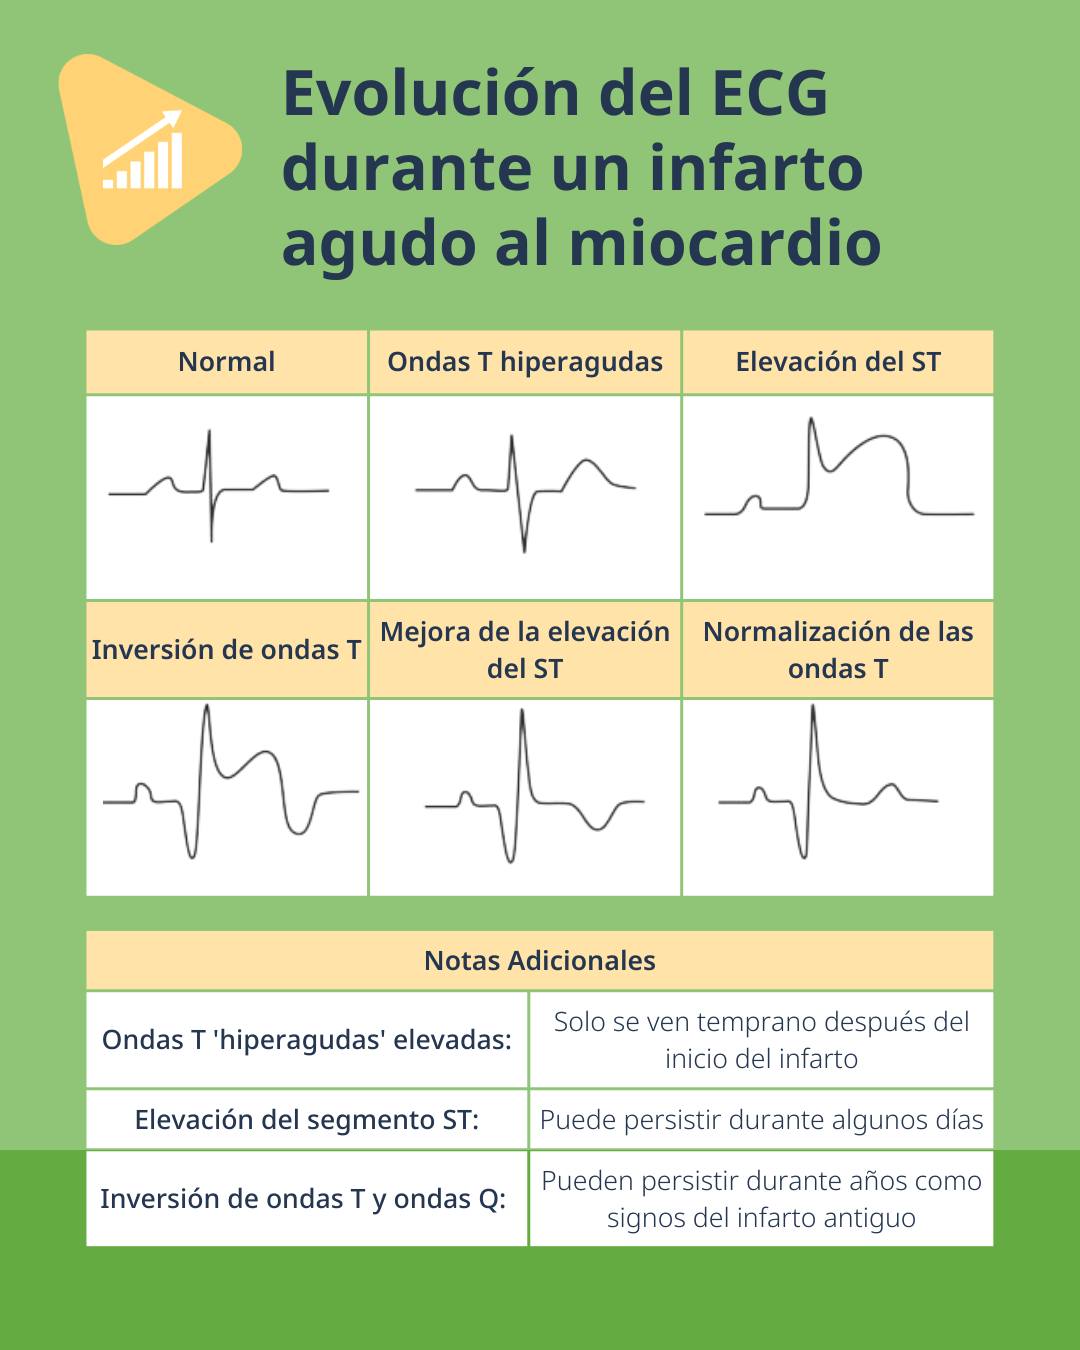 Evolución del ECG
durante un infarto
agudo al miocardio
Normal
Ondas T hiperagudas
Elevación del ST
Inversión de ondas T
Mejora de la elevación
del ST
Normalización de las
ondas T
Notas Adicionales
Ondas T 'hiperagudas' elevadas:
Solo se ven temprano después del
inicio del infarto
Elevación del segmento ST:
Puede persistir durante algunos días
Inversión de ondas T y ondas Q:
Pueden persistir durante años como
signos del infarto antiguo